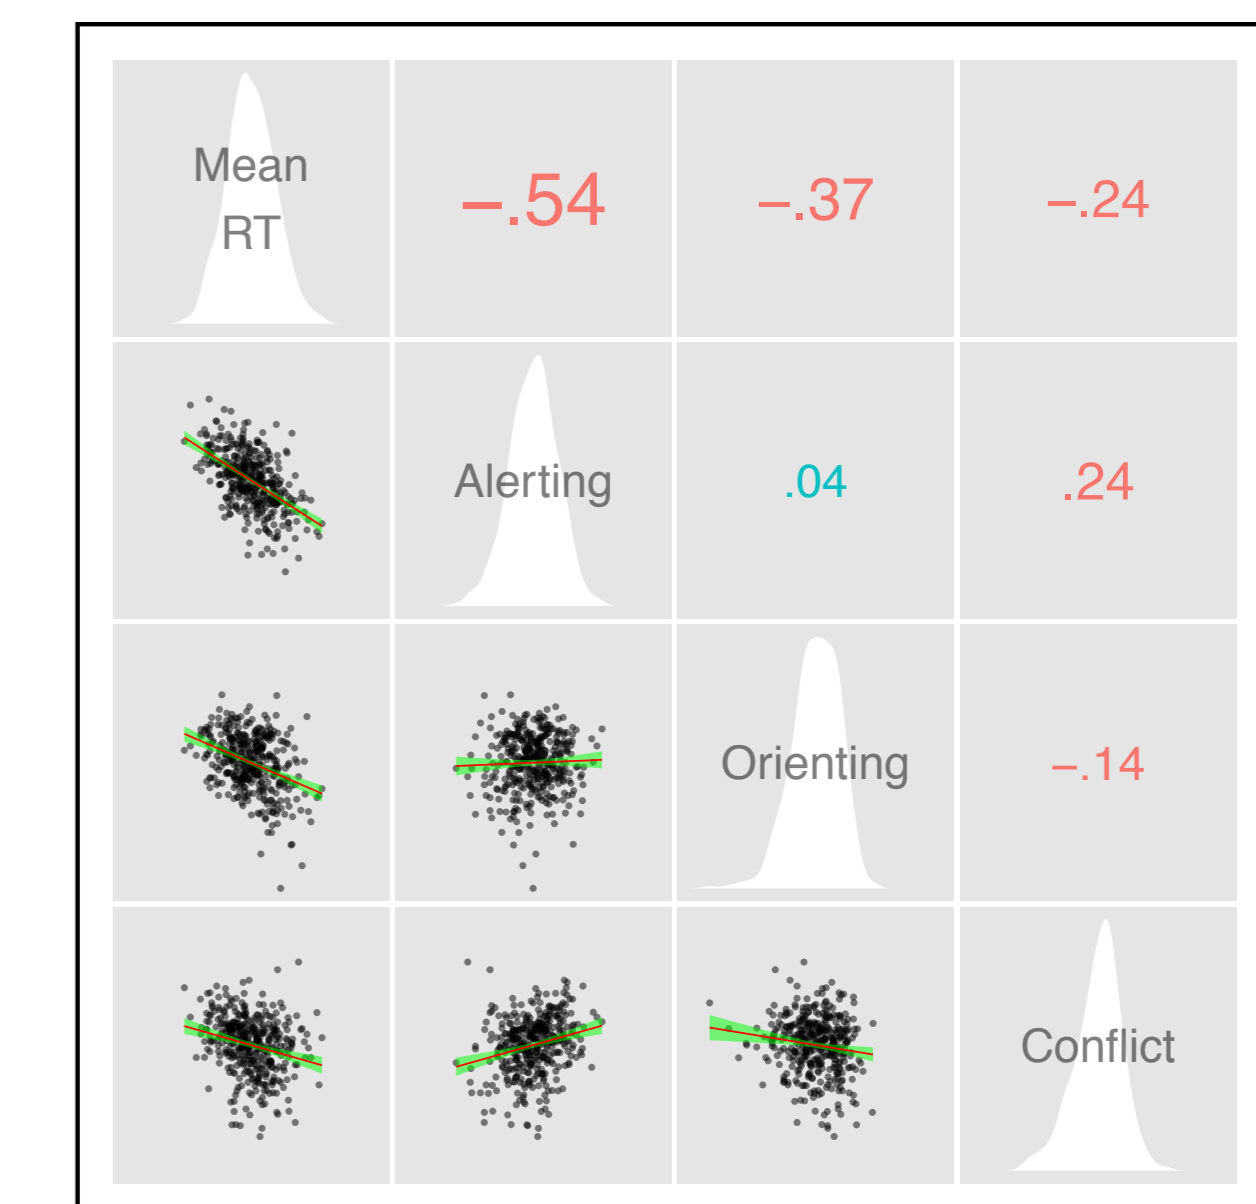 Mean
RT
–.54
–.37
–.24
Alerting
.04
.24
Orienting
–.14
Conflict